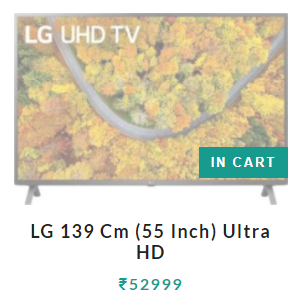 LG UHD TV
IN CART
LG 139 Cm (55 Inch) Ultra
HD
₹52999